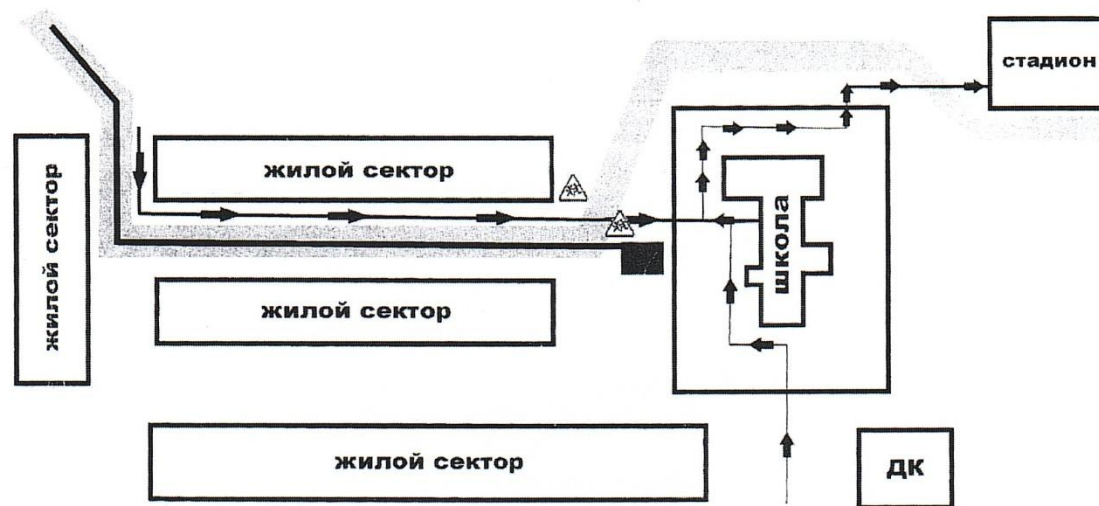 стадион
жилой сектор
жилой сектор
школа
жилой сектор
жилой сектор
ДК